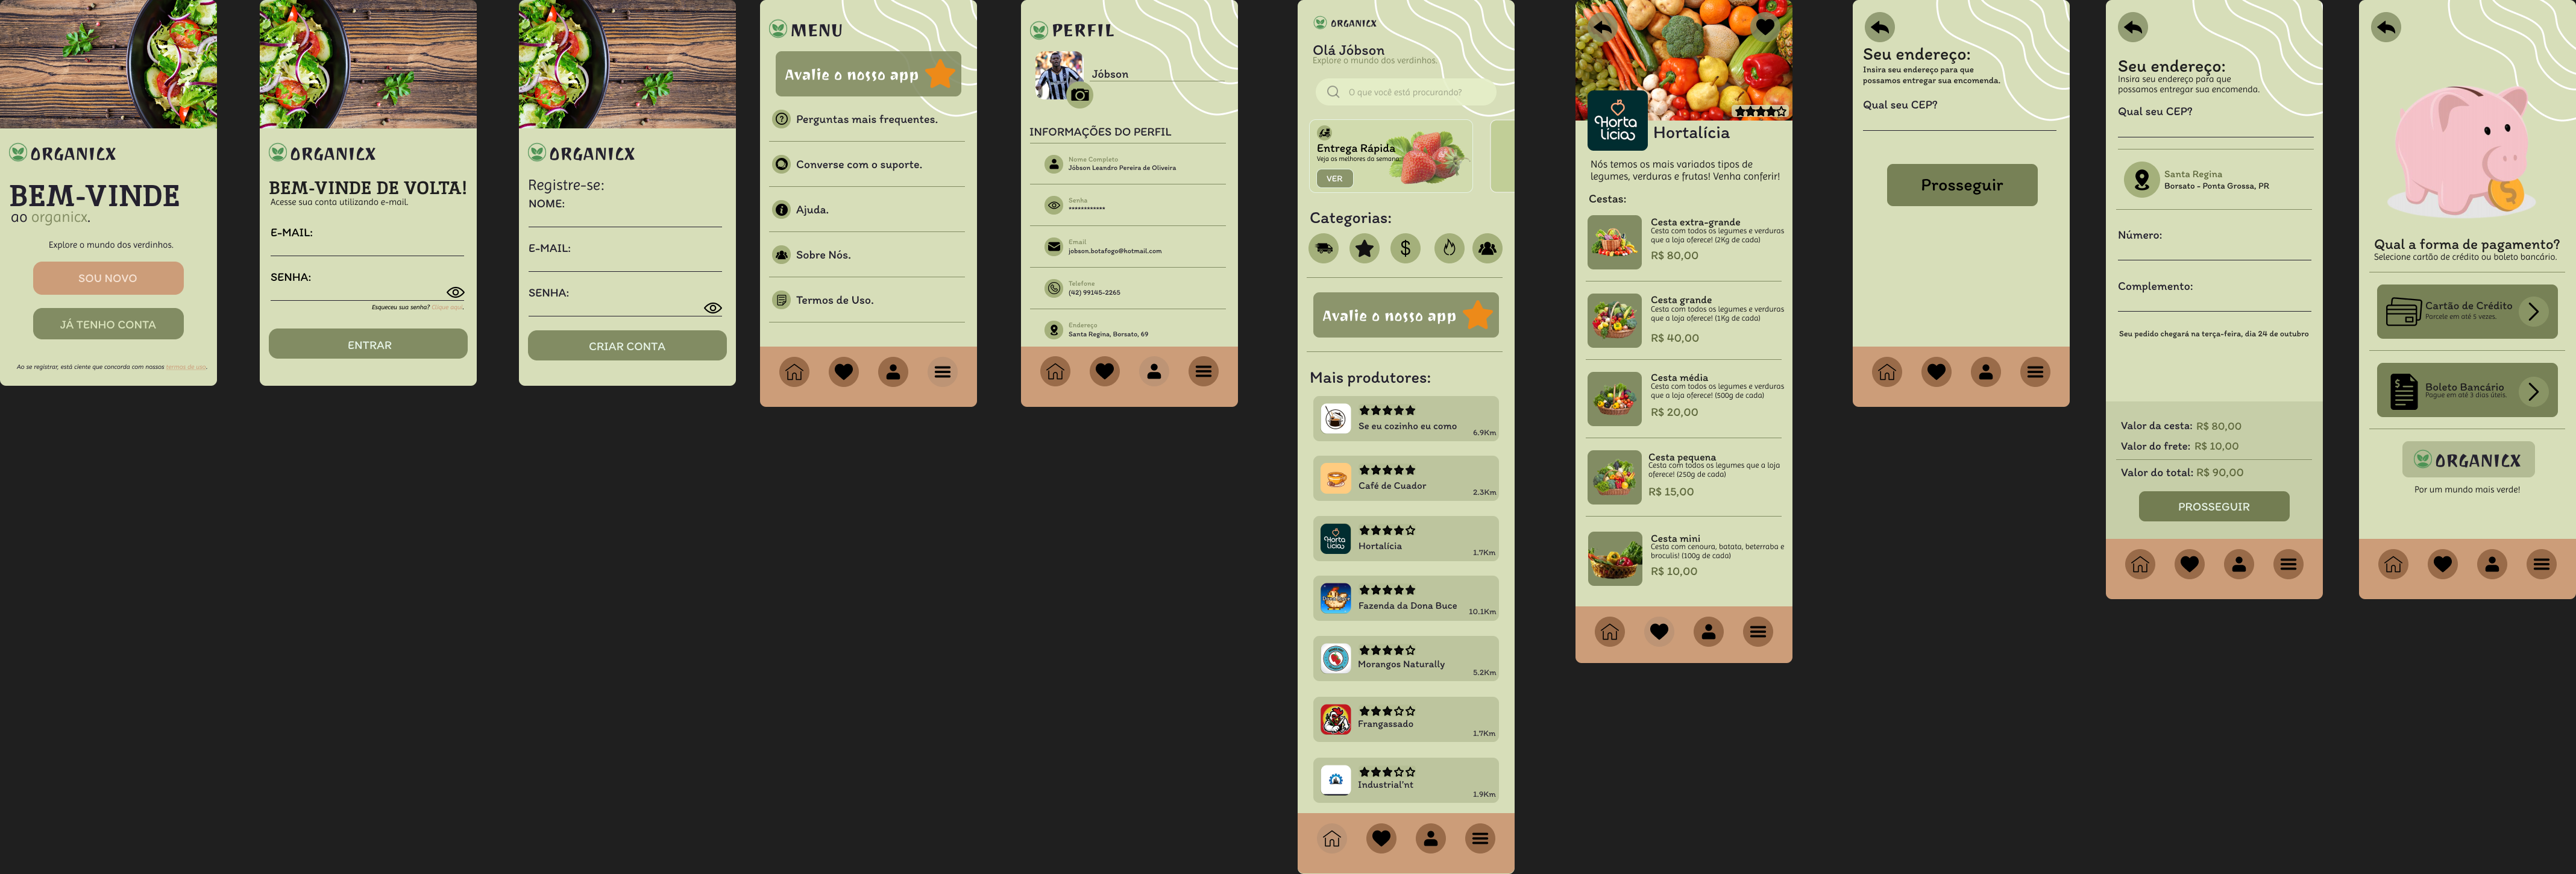 ORGANICX
BEM-VINDE
ao organicx.
Explore o mundo dos verdinhos.
SOU NOVO
JÁ TENHO CONTA
Ao se registrar, está ciente que concorda com nossos termos de uso.
ORGANICX
BEM-VINDE DE VOLTA!
Acesse sua conta utilizando e-mail.
E-MAIL:
SENHA:
Esqueceu sua senha? Clique aqui.
ENTRAR
ORGANICX
Registre-se:
NOME:
E-MAIL:
SENHA:
CRIAR CONTA
MENU
Avalie o nosso app
Perguntas mais frequentes.
Converse com o suporte.
Ajuda.
Sobre Nós.
Termos de Uso.
PERFIL
Jóbson
INFORMAÇÕES DO PERFIL
Nome Completo
Jóbson Leandro Pereira de Oliveira
Senha
************
Email
jobson.botafogo@hotmail.com
Telefone
(42) 99145-2265
Endereço
Santa Regina, Borsato, 69
ORGANICX
Olá Jóbson
Explore o mundo dos verdinhos.
O que você está procurando?
Entrega Rápida
Veja os melhores da semana.
VER
Categorias:
Avalie o nosso app
Mais produtores:
Se eu cozinho eu como
6.9Km
Café de Cuador
2.3Km
Horta
lícia
Hortalícia
1.7Km
Fazenda da Dona Buce
10.1Km
Morangos Naturally
5.2Km
Frangassado
1.7Km
Industrial'nt
1.9Km
Horta
lícia
Hortalícia
Nós temos os mais variados tipos de
legumes, verduras e frutas! Venha conferir!
Cestas:
Cesta extra-grande
Cesta com todos os legumes e verduras
que a loja oferece! (2Kg de cada)
R$ 80,00
Cesta grande
Cesta com todos os legumes e verduras
que a loja oferece! (1Kg de cada)
R$ 40,00
Cesta média
Cesta com todos os legumes e verduras
que a loja oferece! (500g de cada)
R$ 20,00
Cesta pequena
Cesta com todos os legumes que a loja
oferece! (250g de cada)
R$ 15,00
Cesta mini
Cesta com cenoura, batata, beterraba e
broculis! (100g de cada)
R$ 10,00
Seu endereço:
Insira seu endereço para que
possamos entregar sua encomenda.
Qual seu CEP?
Prosseguir
Seu endereço:
Insira seu endereço para que
possamos entregar sua encomenda.
Qual seu CEP?
Santa Regina
Borsato - Ponta Grossa, PR
Número:
Complemento:
Seu pedido chegará na terça-feira, dia 24 de outubro
Valor da cesta: R$ 80,00
Valor do frete: R$ 10,00
Valor do total: R$ 90,00
PROSSEGUIR
Qual a forma de pagamento?
Selecione cartão de crédito ou boleto bancário.
Cartão de Crédito
Parcele em até 5 vezes.
Boleto Bancário
Pague em até 3 dias úteis.
ORGANICX
Por um mundo mais verde!